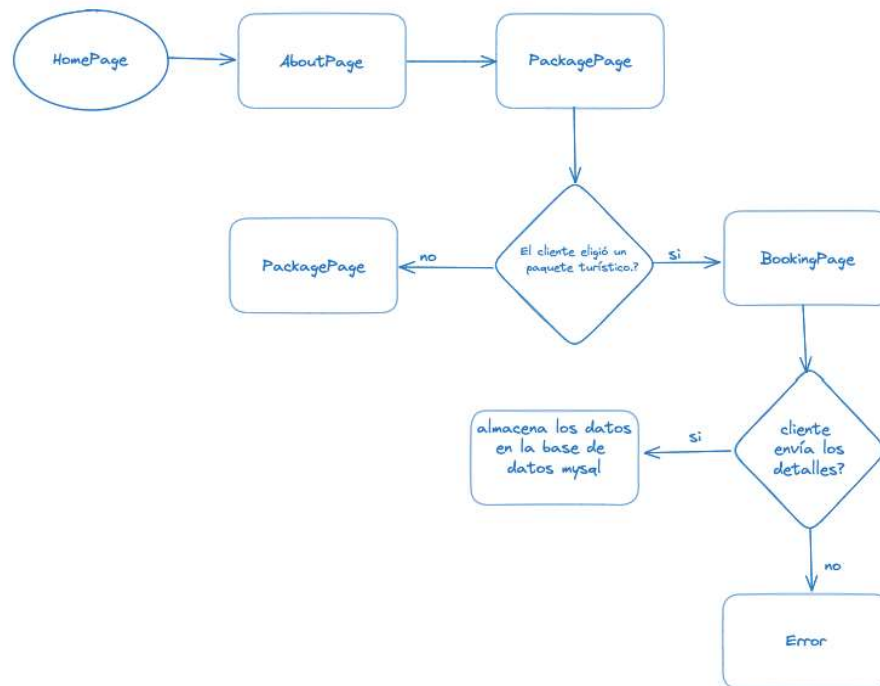 HomePage
AboutPage
PackagePage
PackagePage
no
El cliente eligió un
paquete turístico.?
si
BookingPage
almacena los datos
en la base de
datos mysql
si
cliente
envía los
detalles?
no
Error